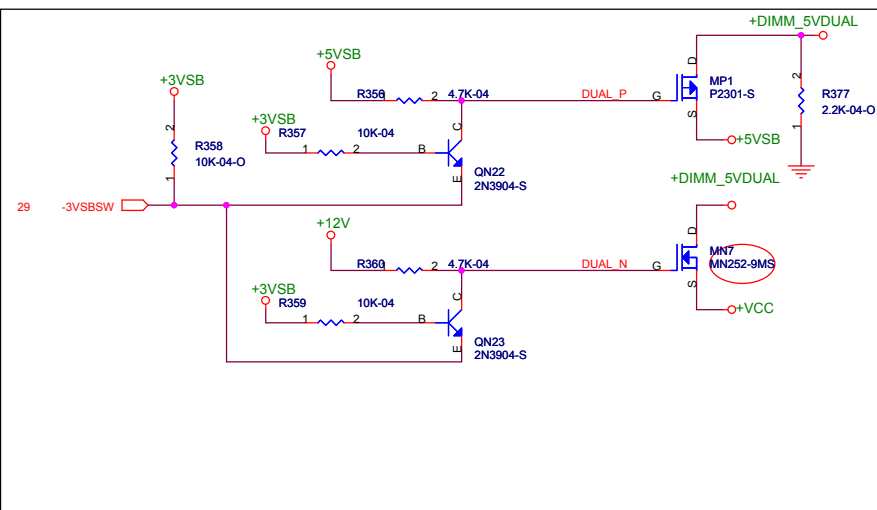 +DIMM_5VDUAL
+5VSB
+3VSB
R356 2 4.7K-04
DUAL_P
G
D
S
MP1
P2301-S
2
1
R377
2.2K-04-O
+5VSB
+3VSB
R357
10K-04
1
2
B
C
E
QN22
2N3904-S
2
1
R358
10K-04-O
+DIMM_5VDUAL
29
-3VSBSW
+12V
R360 2 4.7K-04
DUAL_N
G
D
S
MN7
MN252-9MS
+VCC
+3VSB
R359
10K-04
1
2
B
C
E
QN23
2N3904-S